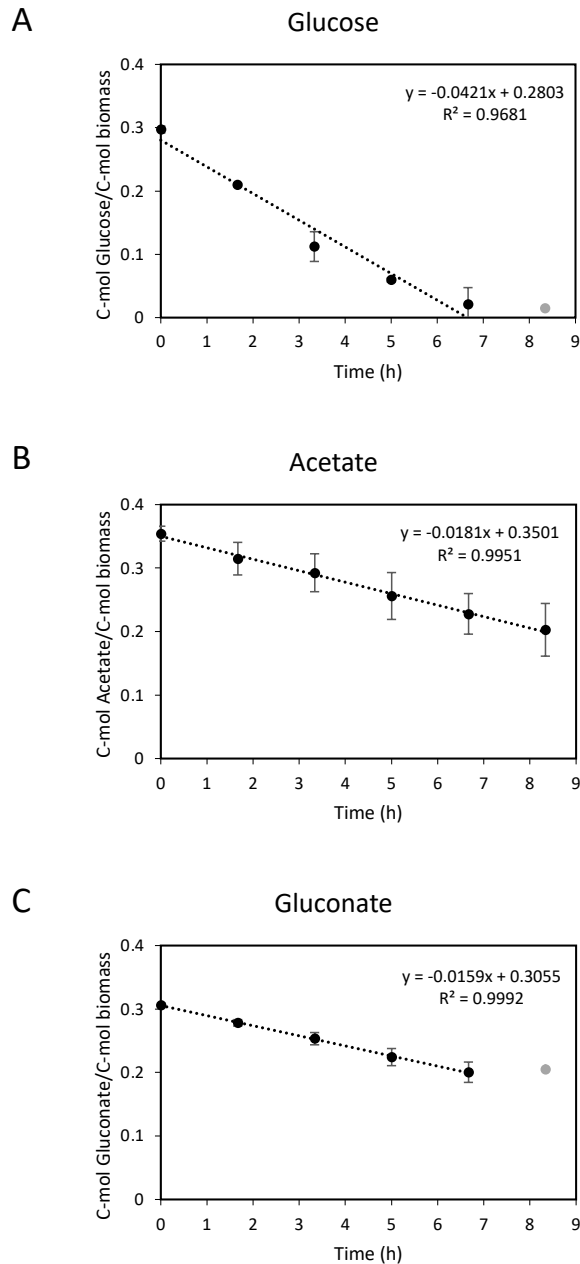 A
Glucose
y = -0.0421x + 0.2803
R² = 0.9681
C-mol Glucose/C-mol biomass
0.4
0.3
0.2
0.1
0
0 1 2 3 4 5 6 7 8 9
Time (h)
B
Acetate
y = -0.0181x + 0.3501
R² = 0.9951
C-mol Acetate/C-mol biomass
0.4
0.3
0.2
0.1
0
0 1 2 3 4 5 6 7 8 9
Time (h)
C
Gluconate
y = -0.0159x + 0.3055
R² = 0.9992
C-mol Gluconate/C-mol biomass
0.4
0.3
0.2
0.1
0
0 1 2 3 4 5 6 7 8 9
Time (h)